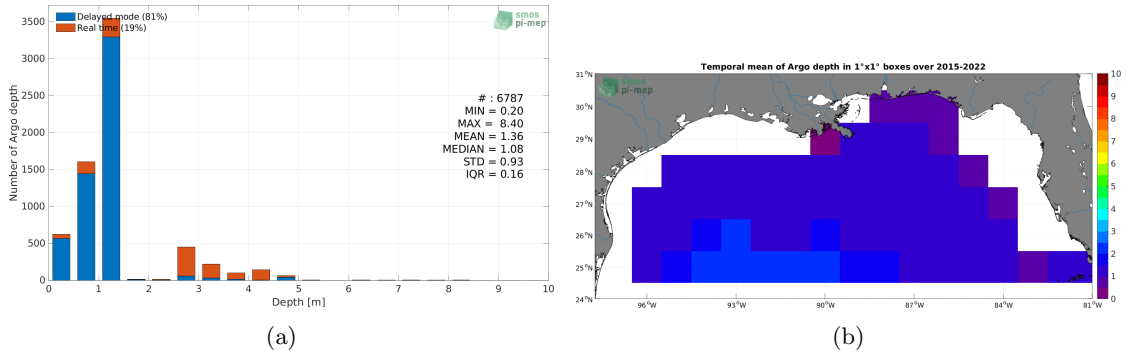 Delayed mode (81%)
Real time (19%)
smos
pi-mep
Number of Argo depth
3500
3000
2500
2000
1500
1000
500
0
# : 6787
MIN = 0.20
MAX = 8.40
MEAN = 1.36
MEDIAN = 1.08
STD = 0.93
IQR = 0.16
0 1 2 3 4 5 6 7 8 9 10
Depth [m]
(a)
Temporal mean of Argo depth in 1°x1° boxes over 2015-2022
smos
pi-mep
31°N
30°N
29°N
28°N
27°N
26°N
25°N
24°N
96°W 93°W 90°W 87°W 84°W 81°W
10
9
8
7
6
5
4
3
2
1
0
(b)